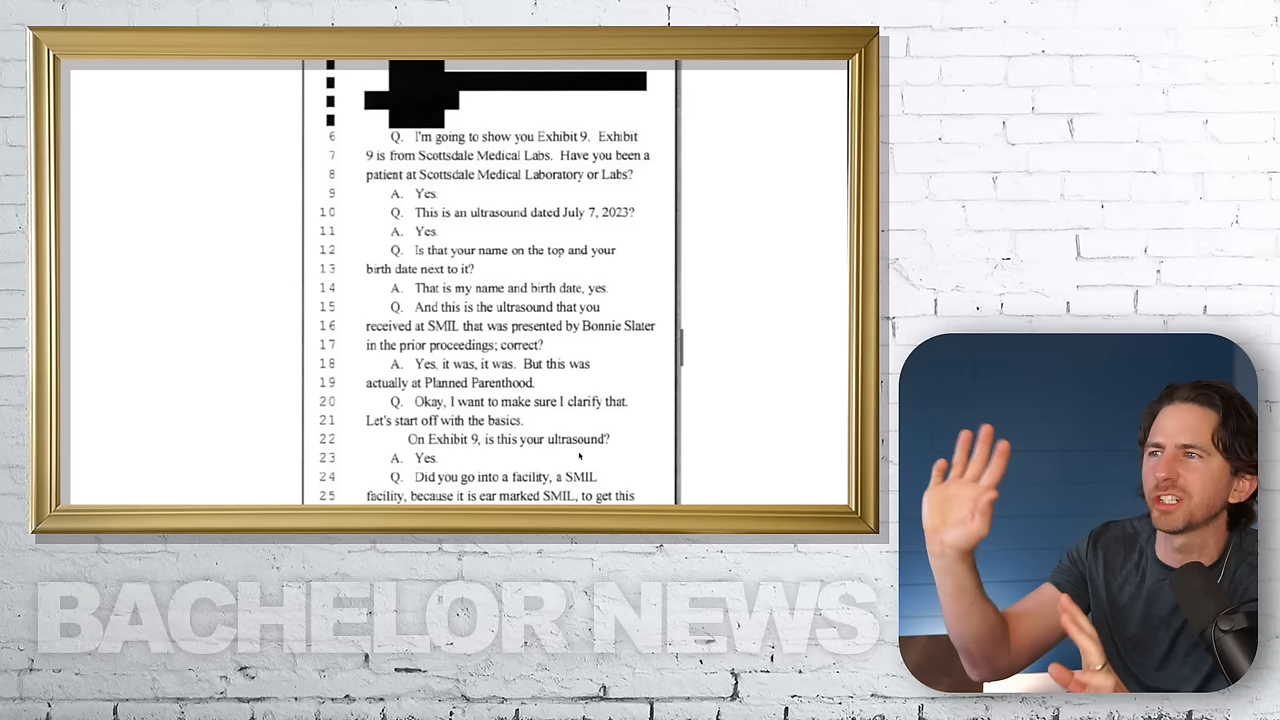 6 Q. I'm going to show you Exhibit 9. Exhibit
7 9 is from Scottsdale Medical Labs. Have you been a
8 patient at Scottsdale Medical Laboratory or Labs?
9 A. Yes.
10 Q. This is an ultrasound dated July 7, 2023?
11 A. Yes.
12 Q. Is that your name on the top and your
13 birth date next to it?
14 A. That is my name and birth date, yes.
15 Q. And this is the ultrasound that you
16 received at SMIL that was presented by Bonnie Slater
17 in the prior proceedings; correct?
18 A. Yes, it was, it was. But this was
19 actually at Planned Parenthood.
20 Q. Okay, I want to make sure I clarify that.
21 Let's start off with the basics.
22 On Exhibit 9, is this your ultrasound?
23 A. Yes.
24 Q. Did you go into a facility, a SMIL
25 facility, because it is ear marked SMIL, to get this
BACHELOR NEWS